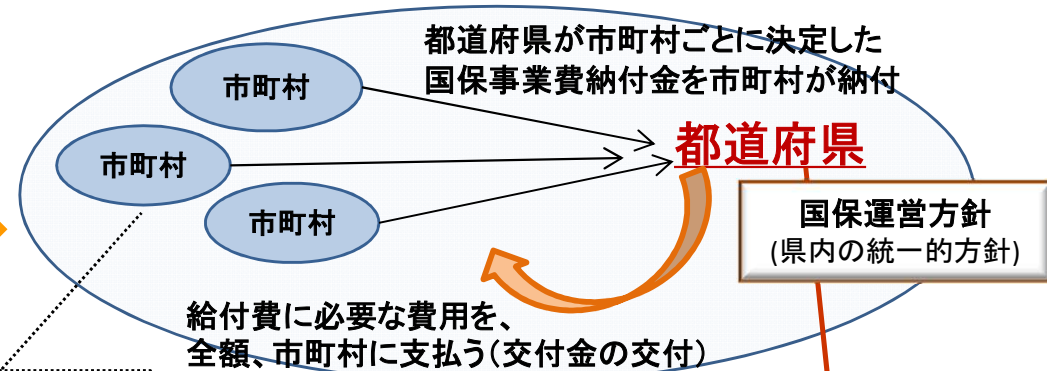 都道府県が市町村ごとに決定した
国保事業費納付金を市町村が納付
市町村
市町村
市町村
都道府県
国保運営方針
(県内の統一的方針)
給付費に必要な費用を、
全額、市町村に支払う(交付金の交付)